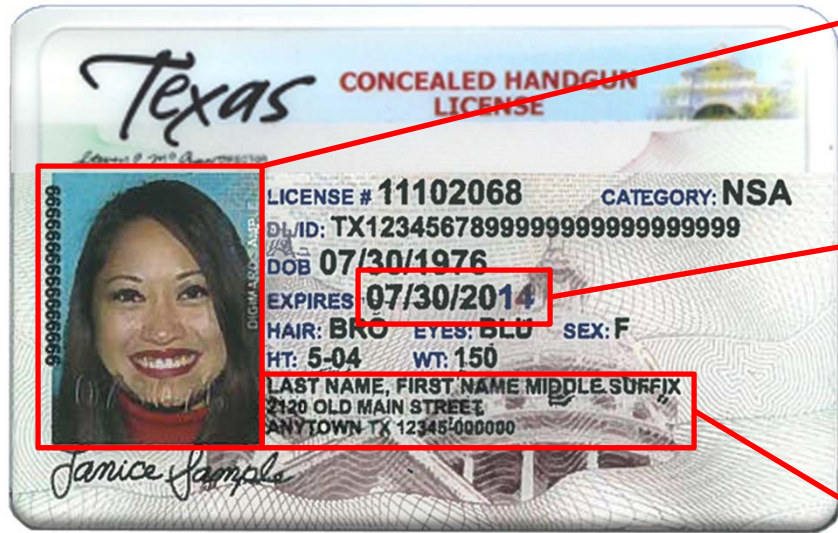 Texas
CONCEALED HANDGUN
LICENSE
LICENSE # 11102068 CATEGORY: NSA
DL/ID: TX12345678999999999999999999
DOB 07/30/1976
EXPIRES: 07/30/2014
HAIR: BRO EYES: BLU SEX: F
HT: 5-04 WT: 150
LAST NAME, FIRST NAME MIDDLE SUFFIX
2120 OLD MAIN STREET
ANYTOWN TX 12345-000000
Janice Sample